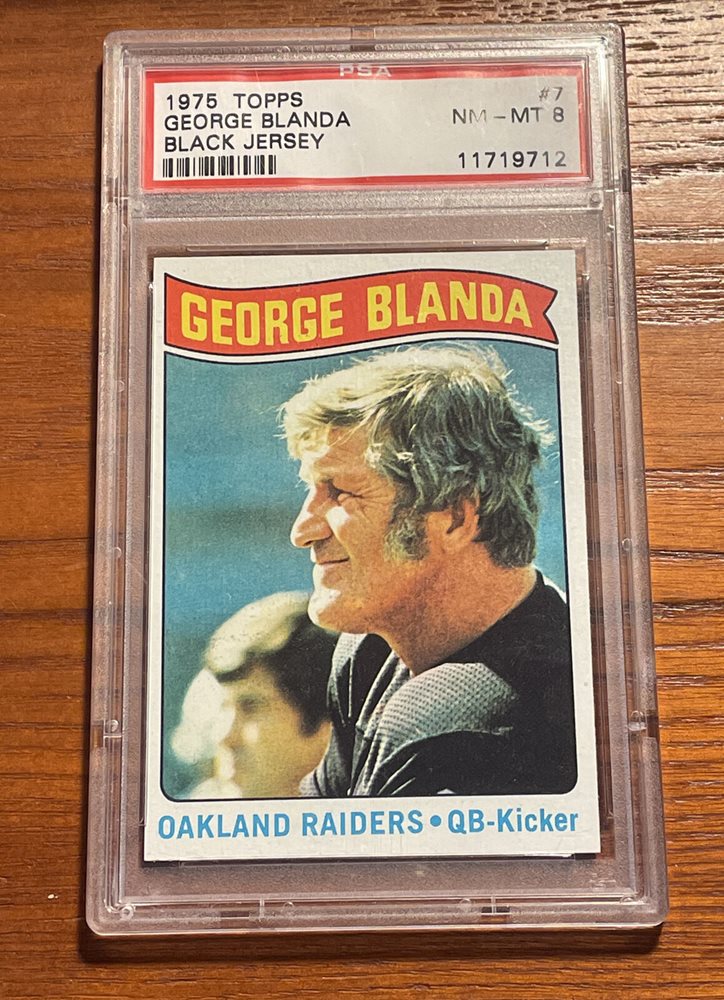 PSA
1975 TOPPS #7
GEORGE BLANDA NM-MT 8
BLACK JERSEY
11719712
GEORGE BLANDA
OAKLAND RAIDERS • QB-Kicker